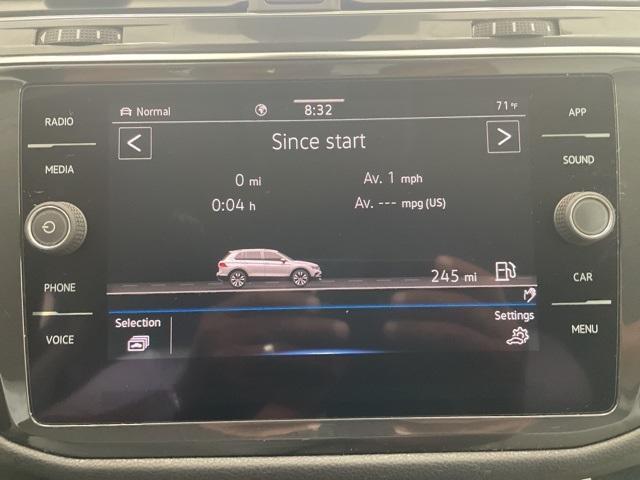 RADIO
MEDIA
PHONE
VOICE
Normal
8:32
71 °F
<
Since start
>
0 mi
Av. 1 mph
0:04 h
Av. --- mpg (US)
245 mi
Selection
Settings
APP
SOUND
CAR
MENU